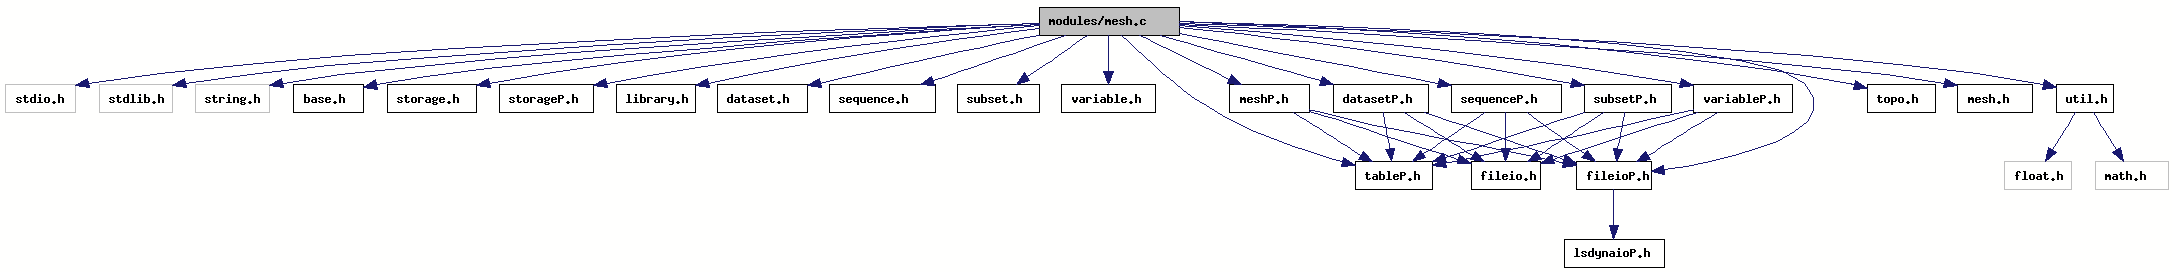 modules/mesh.c
stdio.h
stdlib.h
string.h
base.h
storage.h
storageP.h
library.h
dataset.h
sequence.h
subset.h
variable.h
meshP.h
datasetP.h
sequenceP.h
subsetP.h
variableP.h
topo.h
mesh.h
util.h
tableP.h
fileio.h
fileioP.h
float.h
math.h
lsdynaioP.h